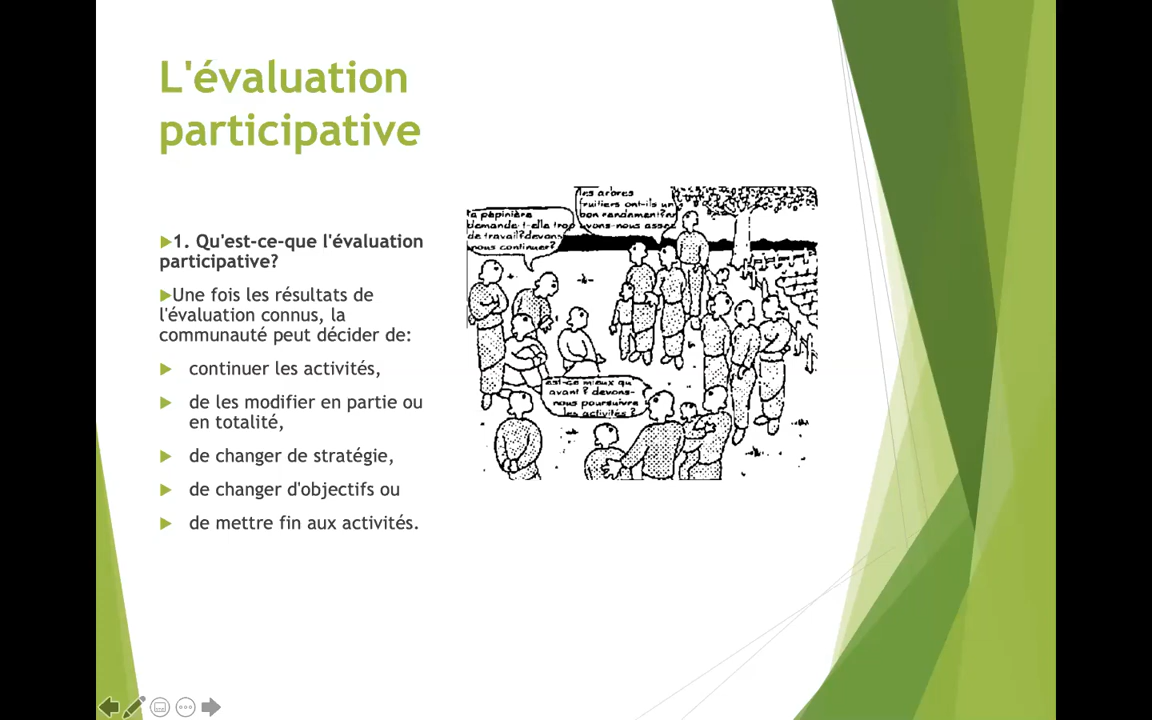 L'évaluation
participative
1. Qu'est-ce-que l'évaluation
participative?
Une fois les résultats de
l'évaluation connus, la
communauté peut décider de:
continuer les activités,
de les modifier en partie ou
en totalité,
de changer de stratégie,
de changer d'objectifs ou
de mettre fin aux activités.
les arbres
fruitiers ont-ils un
bon rendement?
avons-nous assez
la pépinière
demande-t-elle trop
de travail? devons
nous continuer?
est-ce mieux qu
avant? devons-
nous poursuivre
les activités?